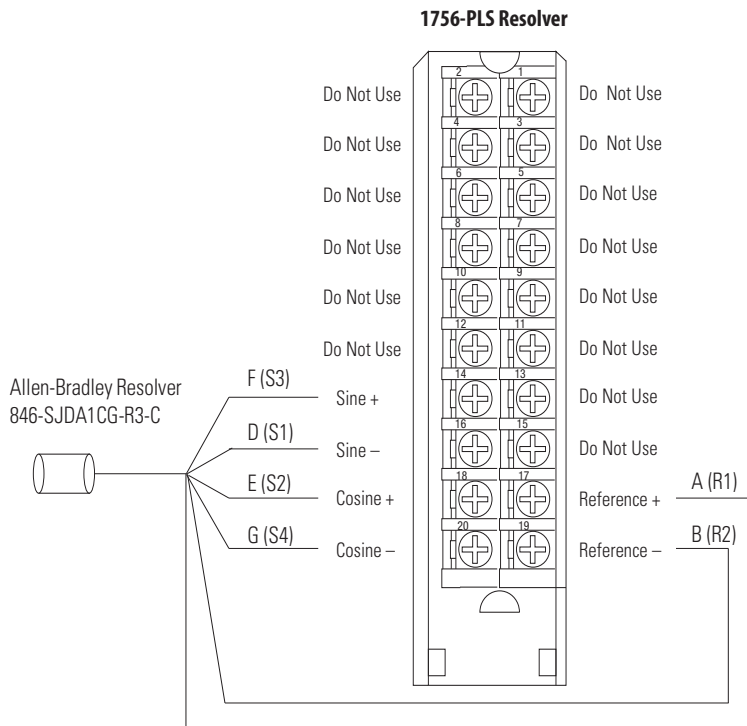 1756-PLS Resolver
2 1
Do Not Use Do Not Use
4 3
Do Not Use Do Not Use
6 5
Do Not Use Do Not Use
8 7
Do Not Use Do Not Use
10 9
Do Not Use Do Not Use
12 11
Do Not Use Do Not Use
Allen-Bradley Resolver
846-SJDA1CG-R3-C
14 13
F (S3) Sine + Do Not Use
16 15
D (S1) Sine – Do Not Use
18 17
E (S2) Cosine + Reference + A (R1)
20 19
G (S4) Cosine – Reference – B (R2)